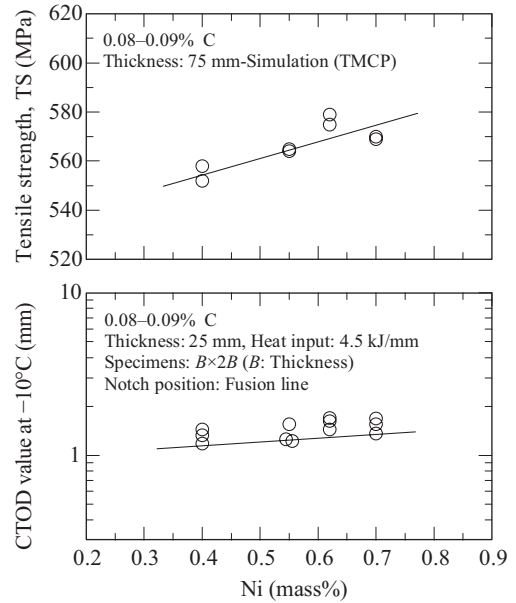 Tensile strength, TS (MPa)
620
600
580
560
540
520
0.08–0.09% C
Thickness: 75 mm-Simulation (TMCP)
CTOD value at −10°C (mm)
10
1
0.08–0.09% C
Thickness: 25 mm, Heat input: 4.5 kJ/mm
Specimens: B×2B (B: Thickness)
Notch position: Fusion line
0.2 0.3 0.4 0.5 0.6 0.7 0.8 0.9
Ni (mass%)